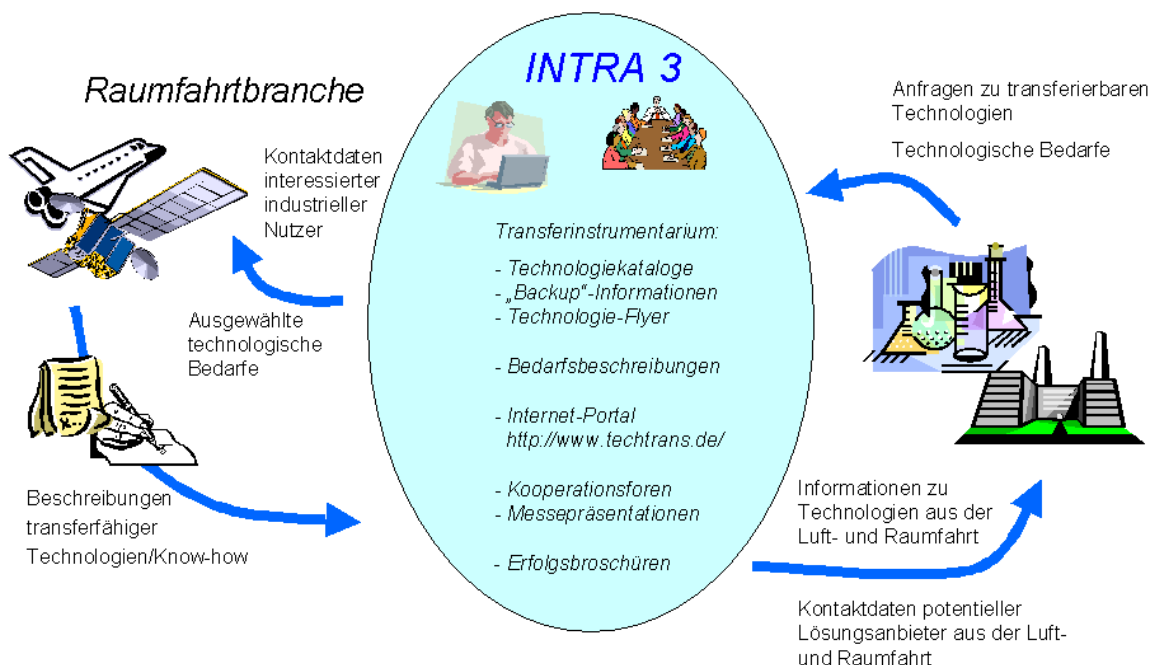 Raumfahrtbranche
Kontaktdaten
interessierter
industrieller
Nutzer
Ausgewählte
technologische
Bedarfe
Beschreibungen
transferfähiger
Technologien/Know-how
INTRA 3
Transferinstrumentarium:
- Technologiekataloge
- „Backup“-Informationen
- Technologie-Flyer
- Bedarfsbeschreibungen
- Internet-Portal
http://www.techtrans.de/
- Kooperationsforen
- Messepräsentationen
- Erfolgsbroschüren
Anfragen zu transferierbaren
Technologien
Technologische Bedarfe
Informationen zu
Technologien aus der
Luft- und Raumfahrt
Kontaktdaten potentieller
Lösungsanbieter aus der Luft-
und Raumfahrt